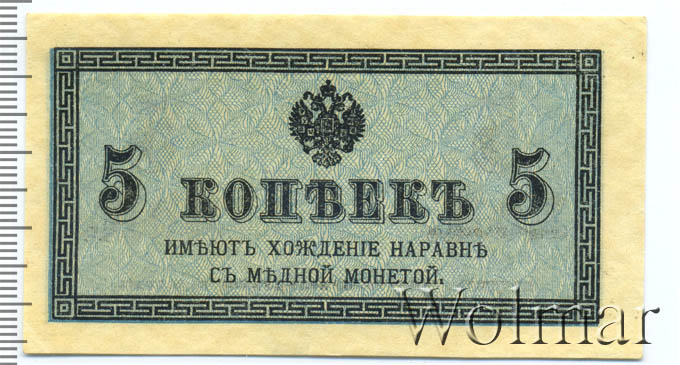 5 КОПѢЕКЪ 5
ИМѢЮТЪ ХОЖДЕНІЕ НАРАВНѢ
СЪ МѢДНОЙ МОНЕТОЙ.
Wolmar